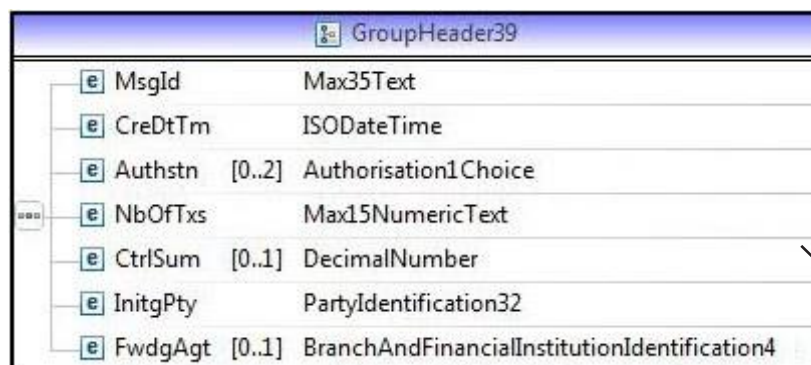 GroupHeader39
e MsgId Max35Text
e CreDtTm ISODateTime
e Authstn [0..2] Authorisation1Choice
e NbOfTxs Max15NumericText
e CtrlSum [0..1] DecimalNumber
e InitgPty PartyIdentification32
e FwdgAgt [0..1] BranchAndFinancialInstitutionIdentification4